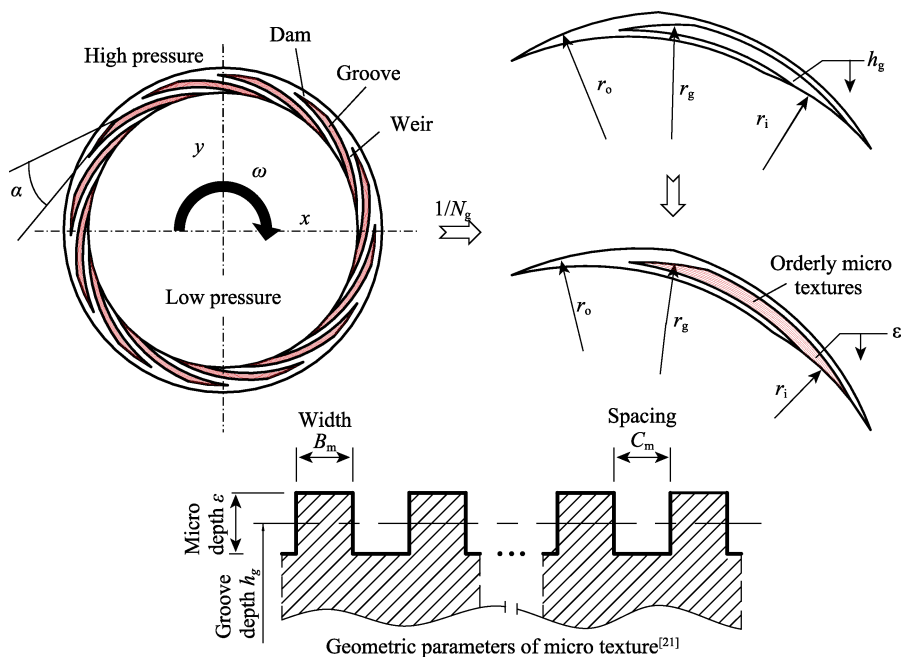 High pressure
Dam
Groove
Weir
α
y
ω
x
Low pressure
1/Ng
ro
rg
hg
ri
Orderly micro
textures
ro
rg
ε
ri
Width
Bm
Spacing
Cm
Micro
depth ε
Groove
depth hg
Geometric parameters of micro texture[21]